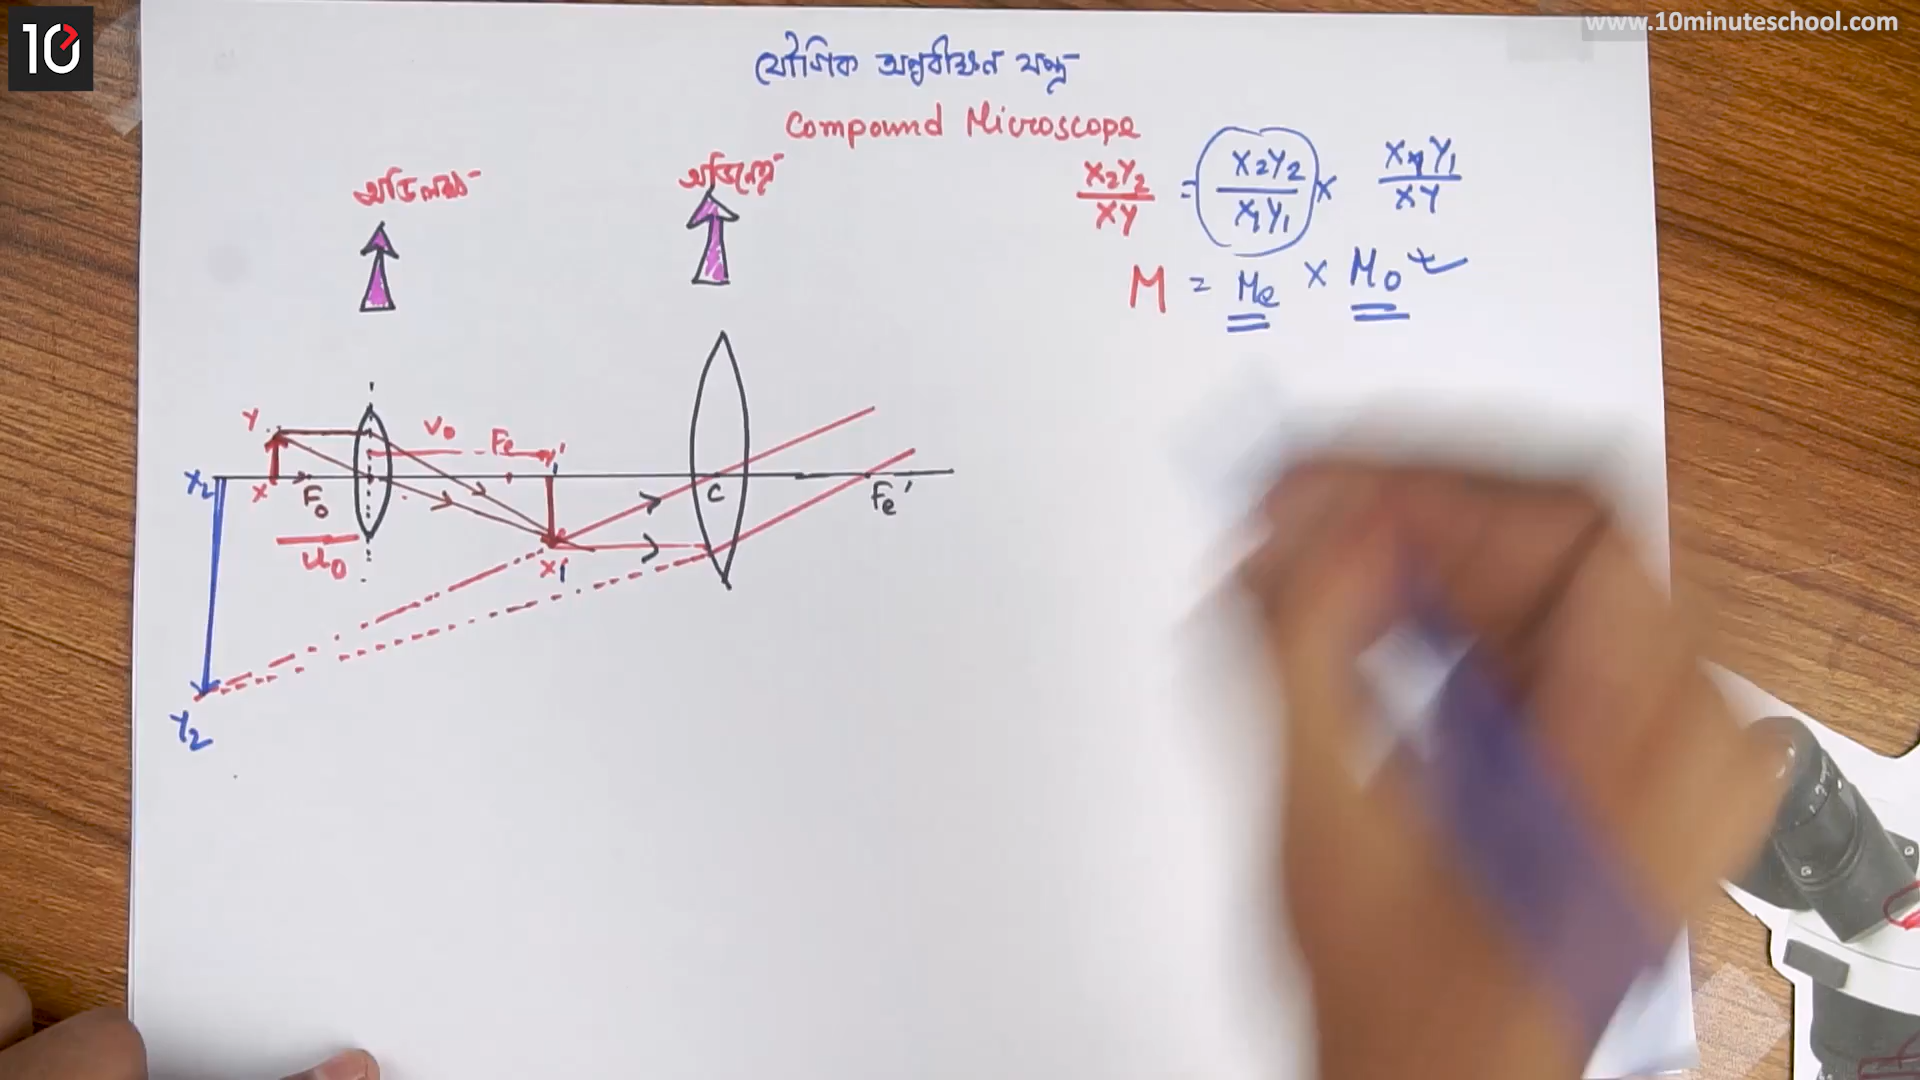 10
www.10minuteschool.com
যৌগিক অণুবীক্ষণ যন্ত্র
Compound Microscope
অভিলক্ষ্য
অভিনেত্র
X2Y2 / XY = X2Y2 / X1Y1 × X1Y1 / XY
M = Me × Mo
Y
Vo
Fe
X2
X
Fo
C
Fe'
Uo
X1
Y2